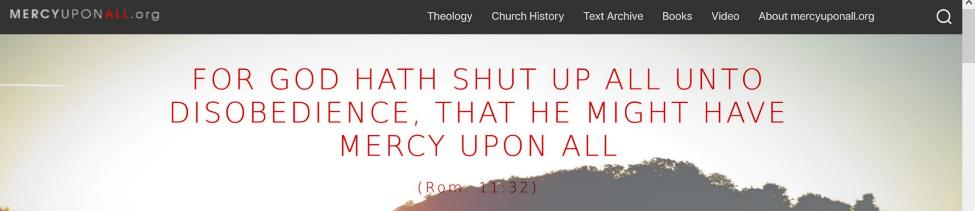 MERCYUPONALL.org
Theology Church History Text Archive Books Video About mercyuponall.org
FOR GOD HATH SHUT UP ALL UNTO
DISOBEDIENCE, THAT HE MIGHT HAVE
MERCY UPON ALL
(Rom. 11:32)